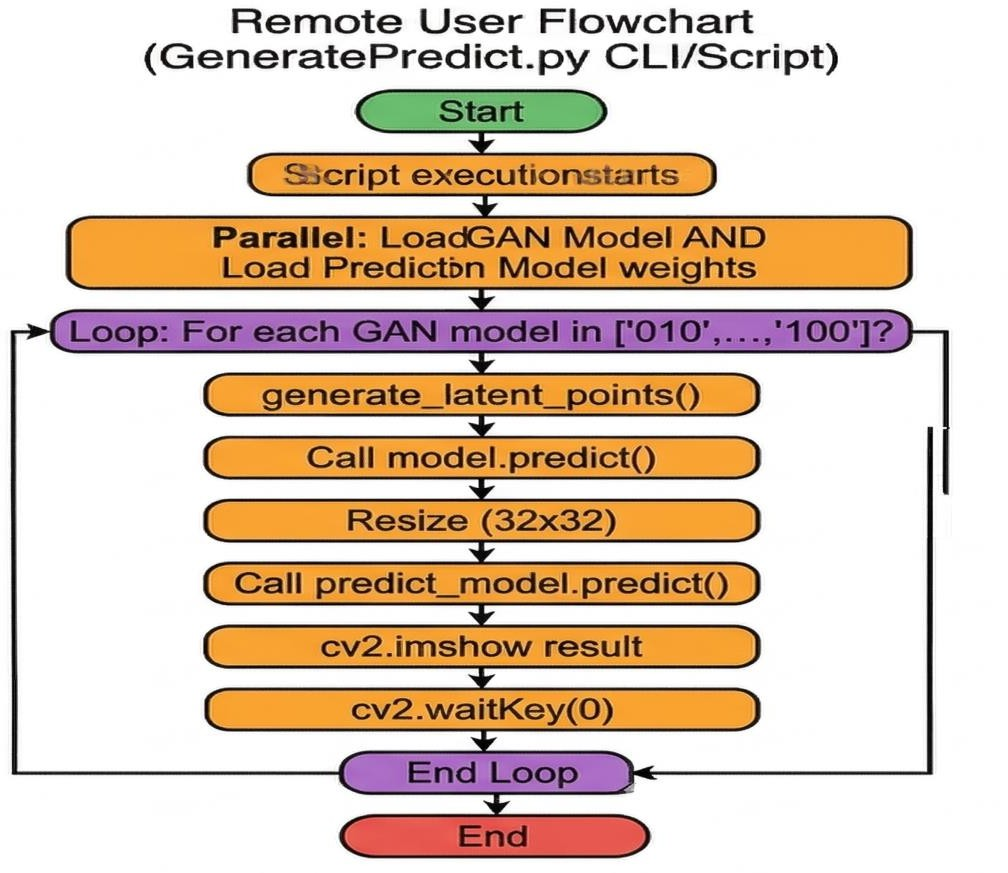 Remote User Flowchart
(GeneratePredict.py CLI/Script)
Start
Script executionstarts
Parallel: LoadGAN Model AND
Load Predictbn Model weights
Loop: For each GAN model in ['010',...,'100']?
generate_latent_points()
Call model.predict()
Resize (32x32)
Call predict_model.predict()
cv2.imshow result
cv2.waitKey(0)
End Loop
End